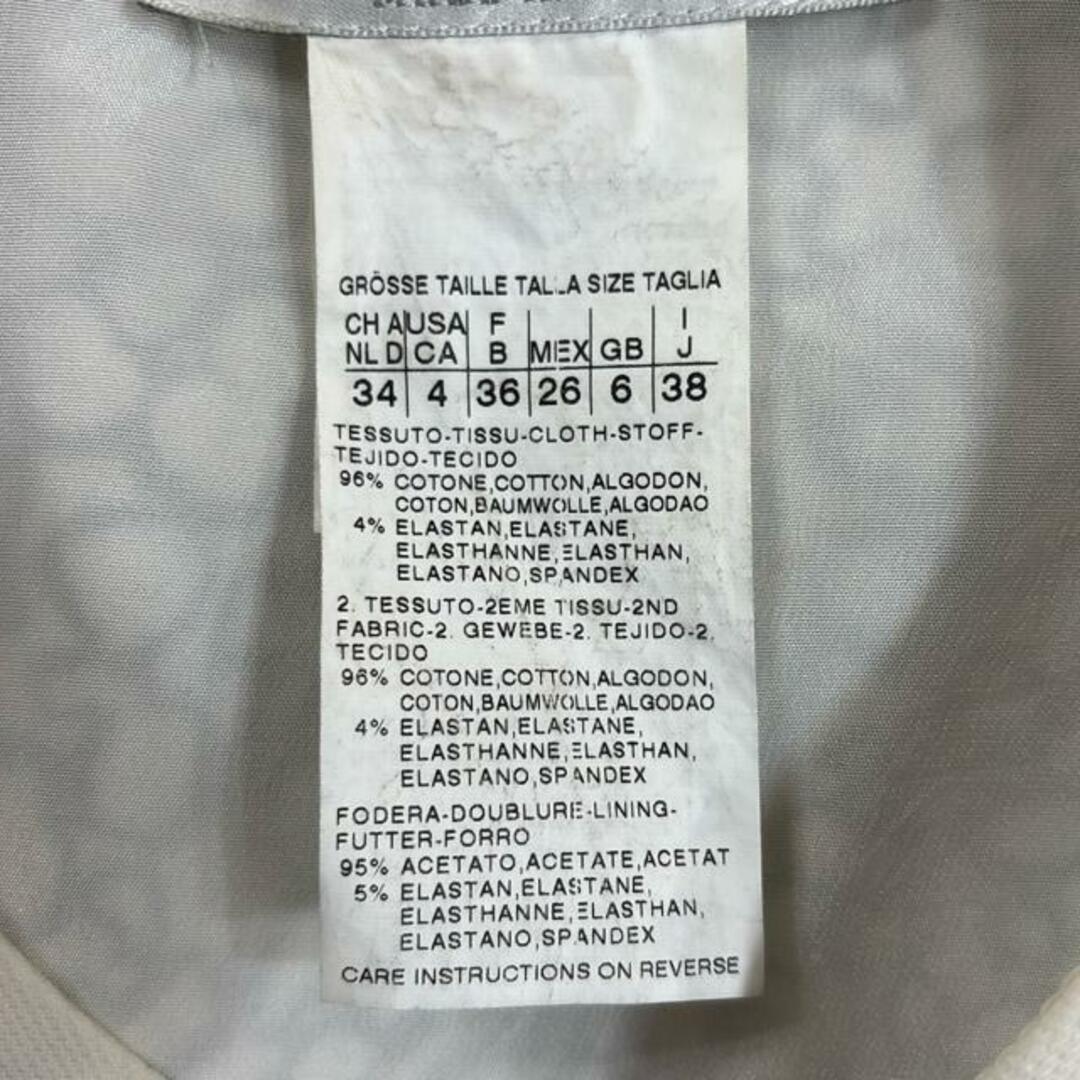 GRÖSSE TAILLE TALLA SIZE TAGLIA
CH A USA F I
NL D CA B MEX GB J
34 4 36 26 6 38
TESSUTO-TISSU-CLOTH-STOFF-
TEJIDO-TECIDO
96% COTONE,COTTON,ALGODON,
COTON,BAUMWOLLE,ALGODAO
4% ELASTAN,ELASTANE,
ELASTHANNE,ELASTHAN,
ELASTANO,SPANDEX
2. TESSUTO-2EME TISSU-2ND
FABRIC-2. GEWEBE-2. TEJIDO-2.
TECIDO
96% COTONE,COTTON,ALGODON,
COTON,BAUMWOLLE,ALGODAO
4% ELASTAN,ELASTANE,
ELASTHANNE,ELASTHAN,
ELASTANO,SPANDEX
FODERA-DOUBLURE-LINING-
FUTTER-FORRO
95% ACETATO,ACETATE,ACETAT
5% ELASTAN,ELASTANE,
ELASTHANNE,ELASTHAN,
ELASTANO,SPANDEX
CARE INSTRUCTIONS ON REVERSE